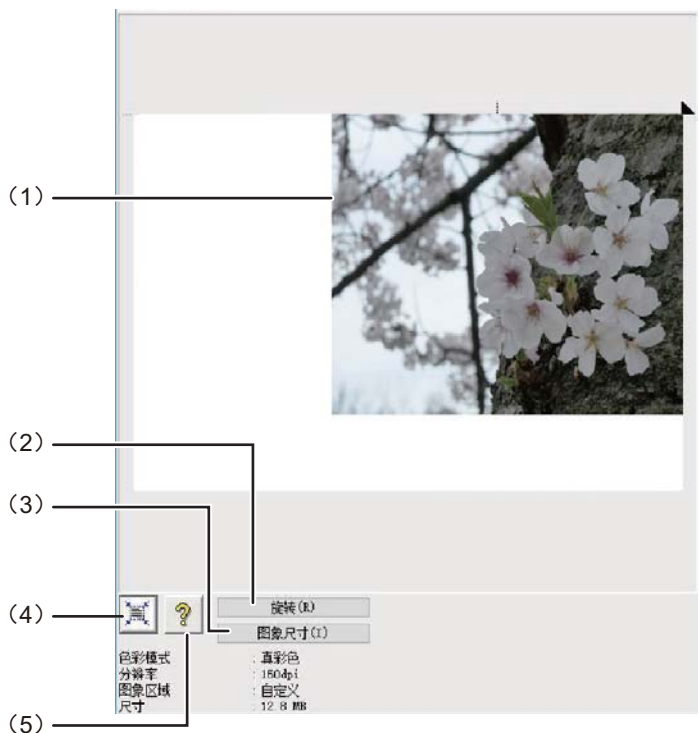 (1)
(2)
(3)
旋转(R)
图象尺寸(I)
(4)
?
色彩模式 : 真彩色
分辨率 : 150dpi
图象区域 : 自定义
尺寸 : 12.8 MB
(5)